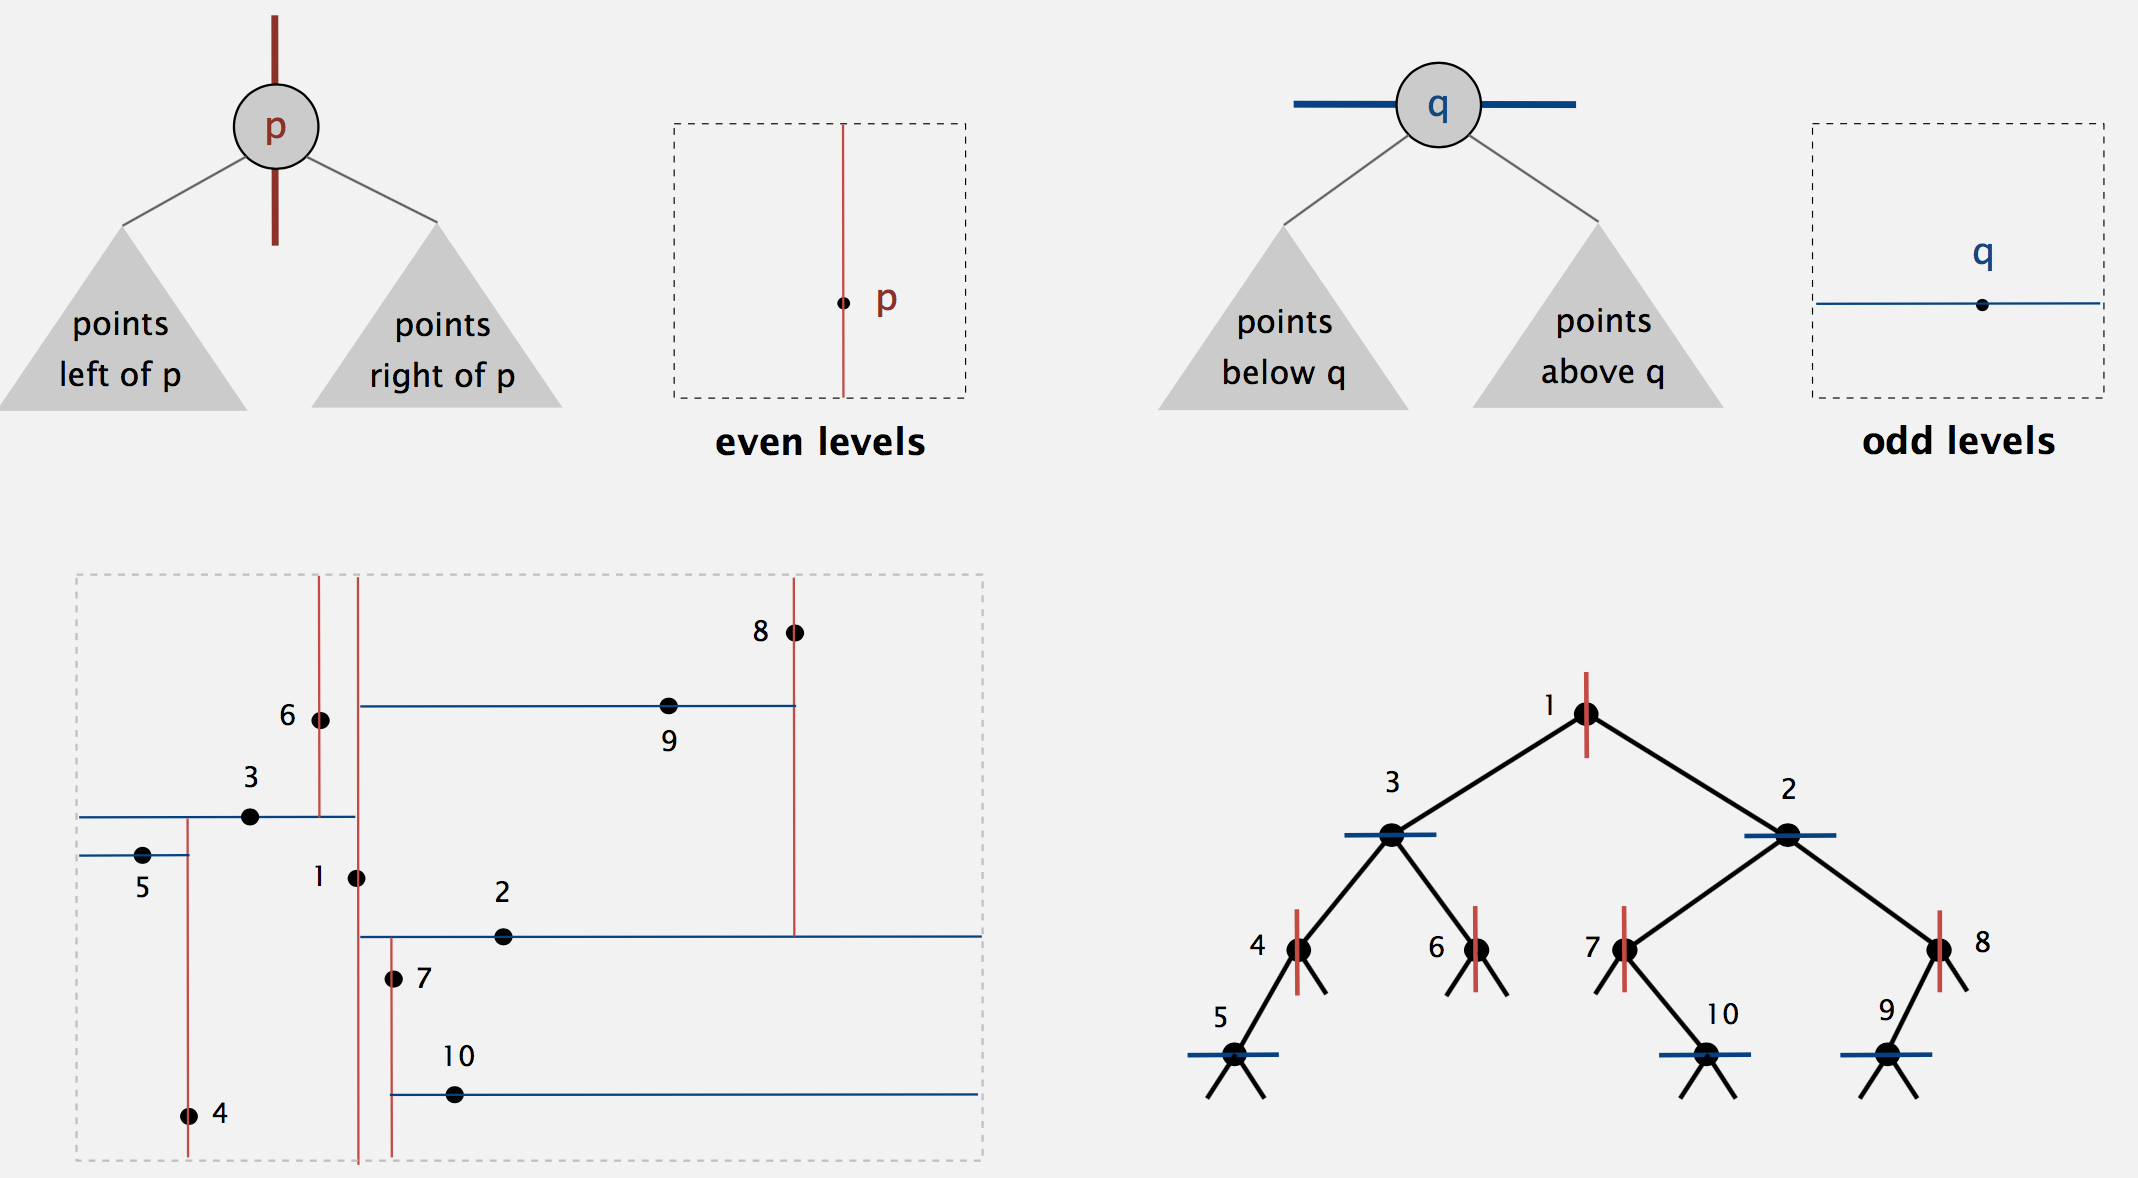 p
points
left of p
points
right of p
p
even levels
q
points
below q
points
above q
q
odd levels
8
6
9
3
5
1
2
7
10
4
1
3
2
4
6
7
8
5
10
9